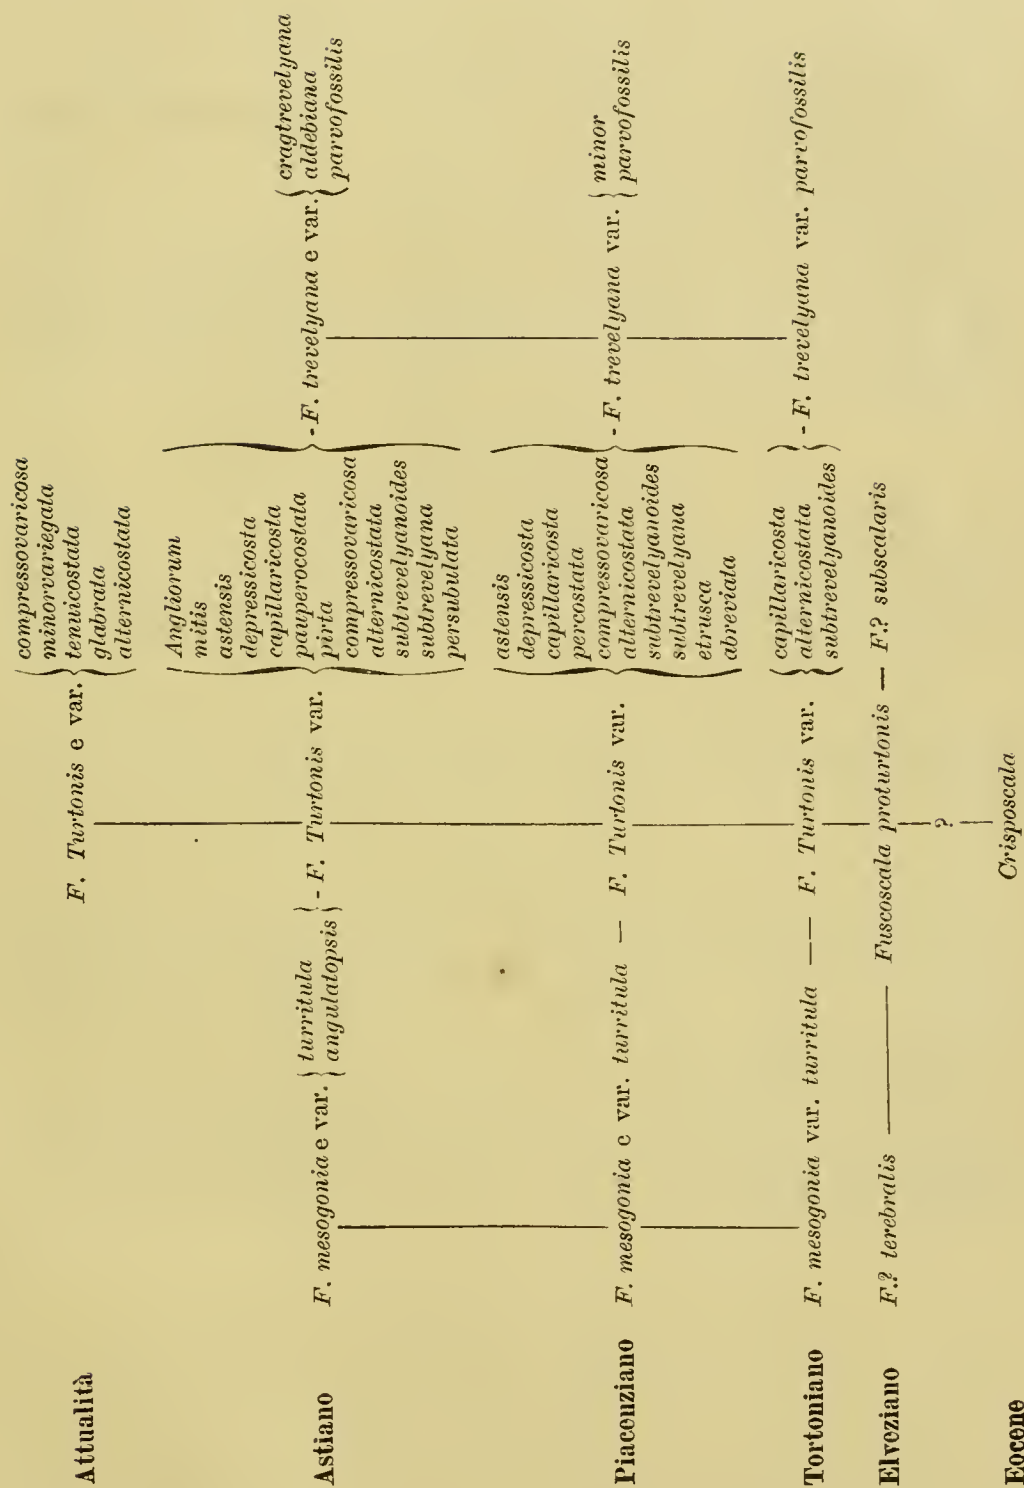 Attualità
F. Turtonis e var.
compressovaricosa
minorvariegata
tenuicostata
glabrata
alternicostata
Astiano
F. mesogonia e var.
turritula
angulatopsis
- F. Turtonis var.
Angliorum
mitis
astensis
depressicosta
capillaricosta
pauperocostata
pirta
compressovaricosa
alternicostata
subtrevelyanoides
subtrevelyana
persubulata
- F. trevelyana e var.
cragtrevelyana
aldebiana
parvofossilis
Piacenziano
F. mesogonia e var. turritula — F. Turtonis var.
astensis
depressicosta
capillaricosta
percostata
compressovaricosa
alternicostata
subtrevelyanoides
subtrevelyana
etrusca
abreviata
- F. trevelyana var.
minor
parvofossilis
Tortoniano
F. mesogonia var. turritula —— F. Turtonis var.
capillaricosta
alternicostata
subtrevelyanoides
- F. trevelyana var. parvofossilis
Elveziano
F.? terebralis ——— Fuscoscala proturtonis — F.? subscalaris
?
Eocene
Crisposcala